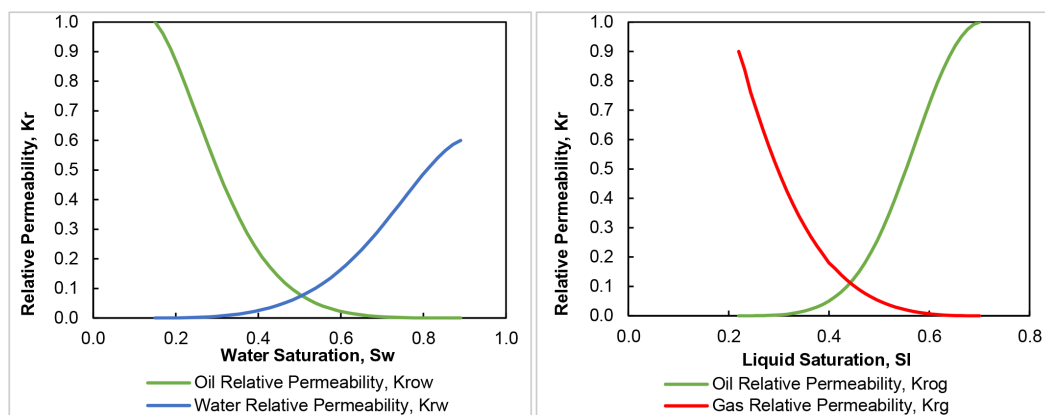 Relative Permeability, Kr
1.0
0.9
0.8
0.7
0.6
0.5
0.4
0.3
0.2
0.1
0.0
0.0 0.2 0.4 0.6 0.8 1.0
Water Saturation, Sw
Oil Relative Permeability, Krow
Water Relative Permeability, Krw
Relative Permeability, Kr
1.0
0.9
0.8
0.7
0.6
0.5
0.4
0.3
0.2
0.1
0.0
0.0 0.2 0.4 0.6 0.8
Liquid Saturation, Sl
Oil Relative Permeability, Krog
Gas Relative Permeability, Krg